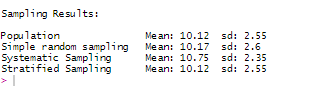 Sampling Results:
Population Mean: 10.12 sd: 2.55
Simple random sampling Mean: 10.17 sd: 2.6
Systematic Sampling Mean: 10.75 sd: 2.35
Stratified Sampling Mean: 10.12 sd: 2.55
>